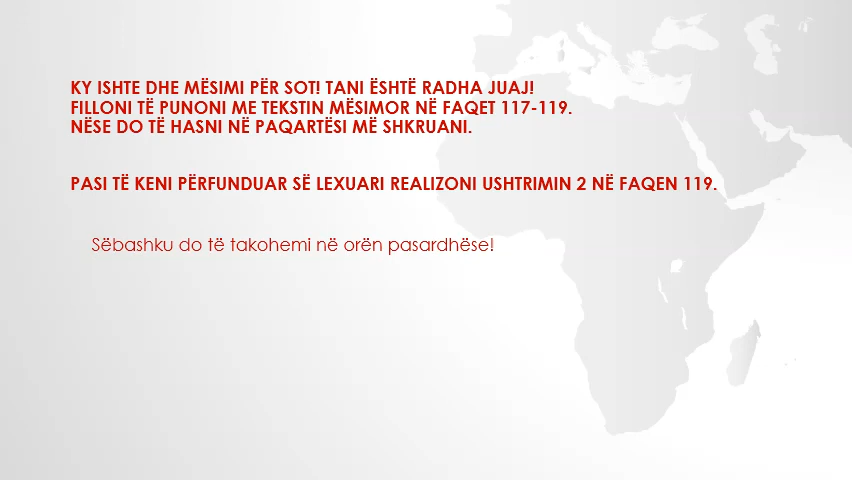 KY ISHTE DHE MËSIMI PËR SOT! TANI ËSHTË RADHA JUAJ!
FILLONI TË PUNONI ME TEKSTIN MËSIMOR NË FAQET 117-119.
NËSE DO TË HASNI NË PAQARTËSI MË SHKRUANI.
PASI TË KENI PËRFUNDUAR SË LEXUARI REALIZONI USHTRIMIN 2 NË FAQEN 119.
Sëbashku do të takohemi në orën pasardhëse!